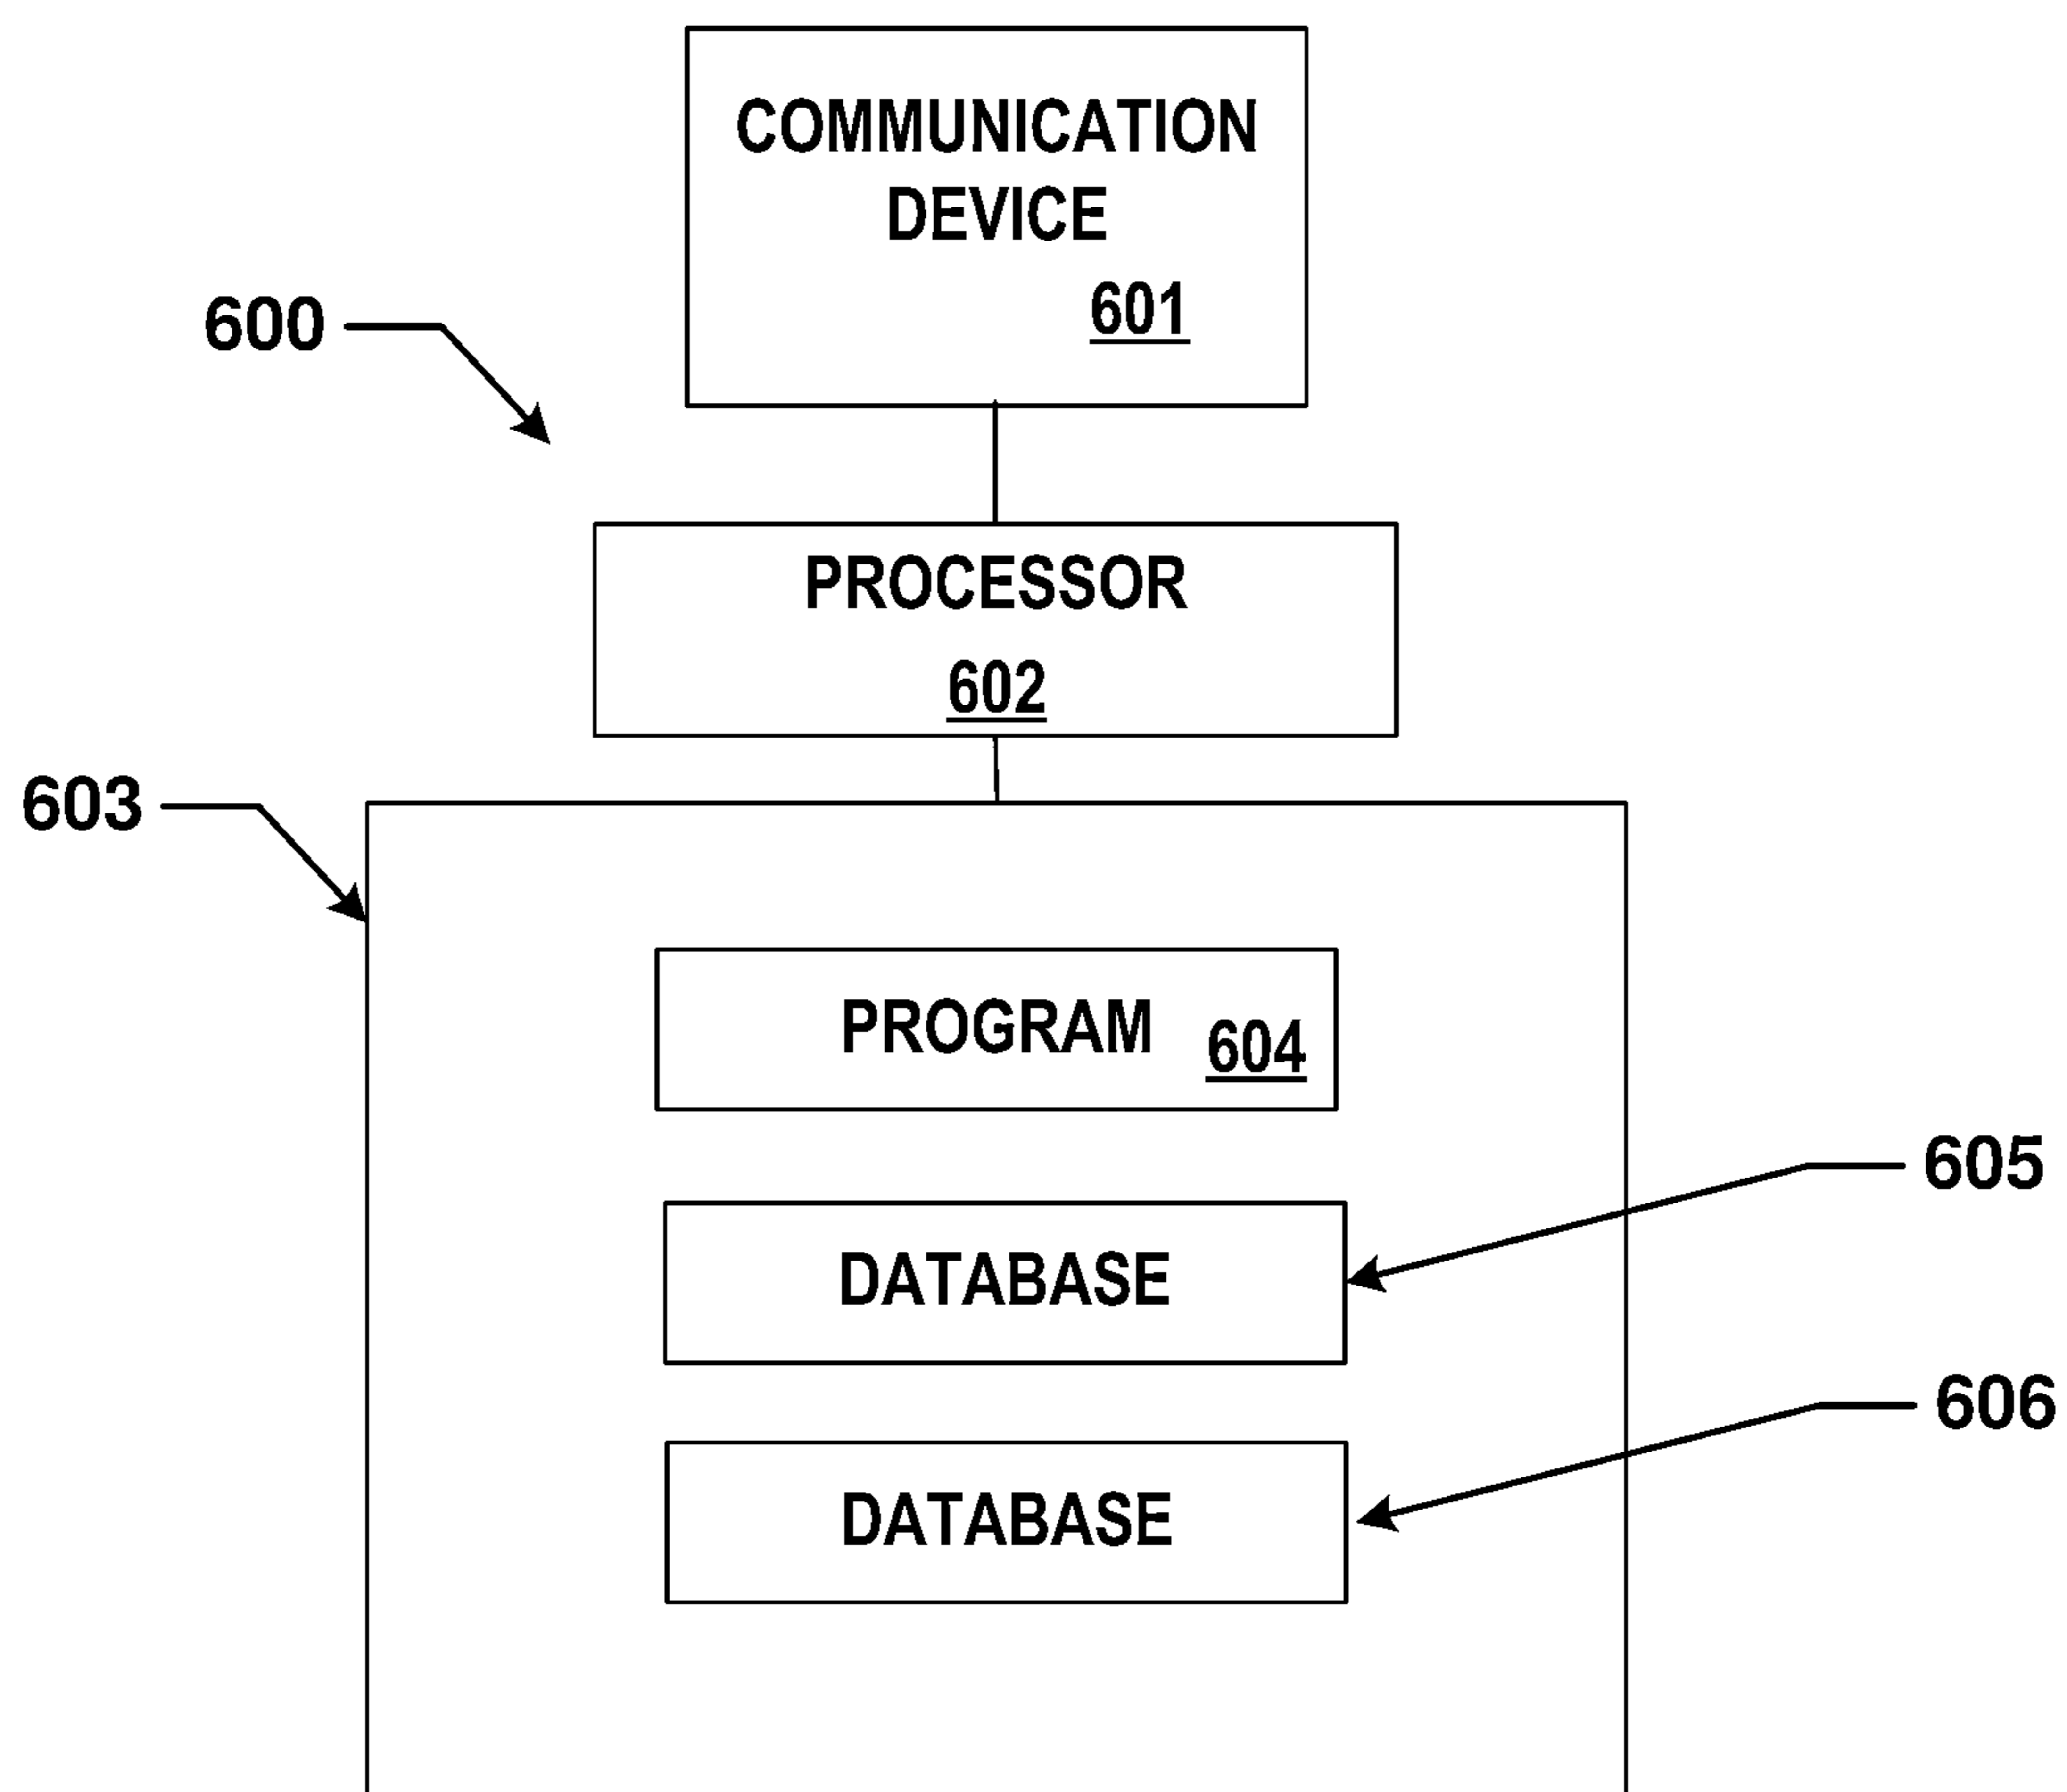 COMMUNICATION
DEVICE
601
600
PROCESSOR
602
603
PROGRAM 604
605
DATABASE
606
DATABASE